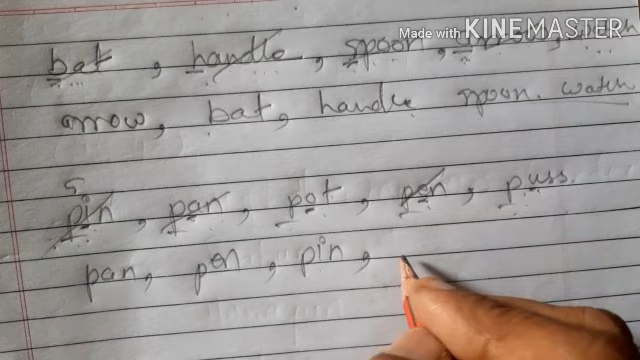 Made with KINEMASTER
bat, handle, spoon,
arrow, bat, handle spoon. watch
5
pin, pan, pot, pen, puss
pan, pen, pin,